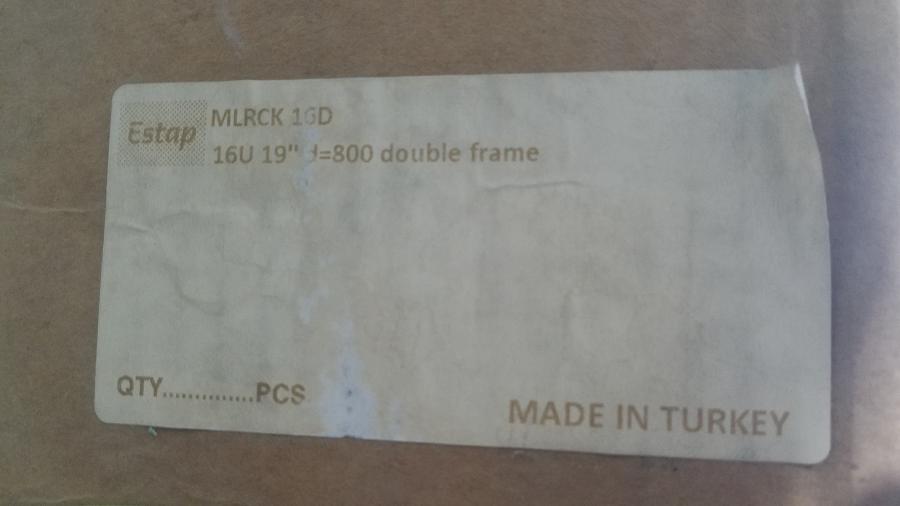 Estap
MLRCK 16D
16U 19" d=800 double frame
QTY..............PCS
MADE IN TURKEY